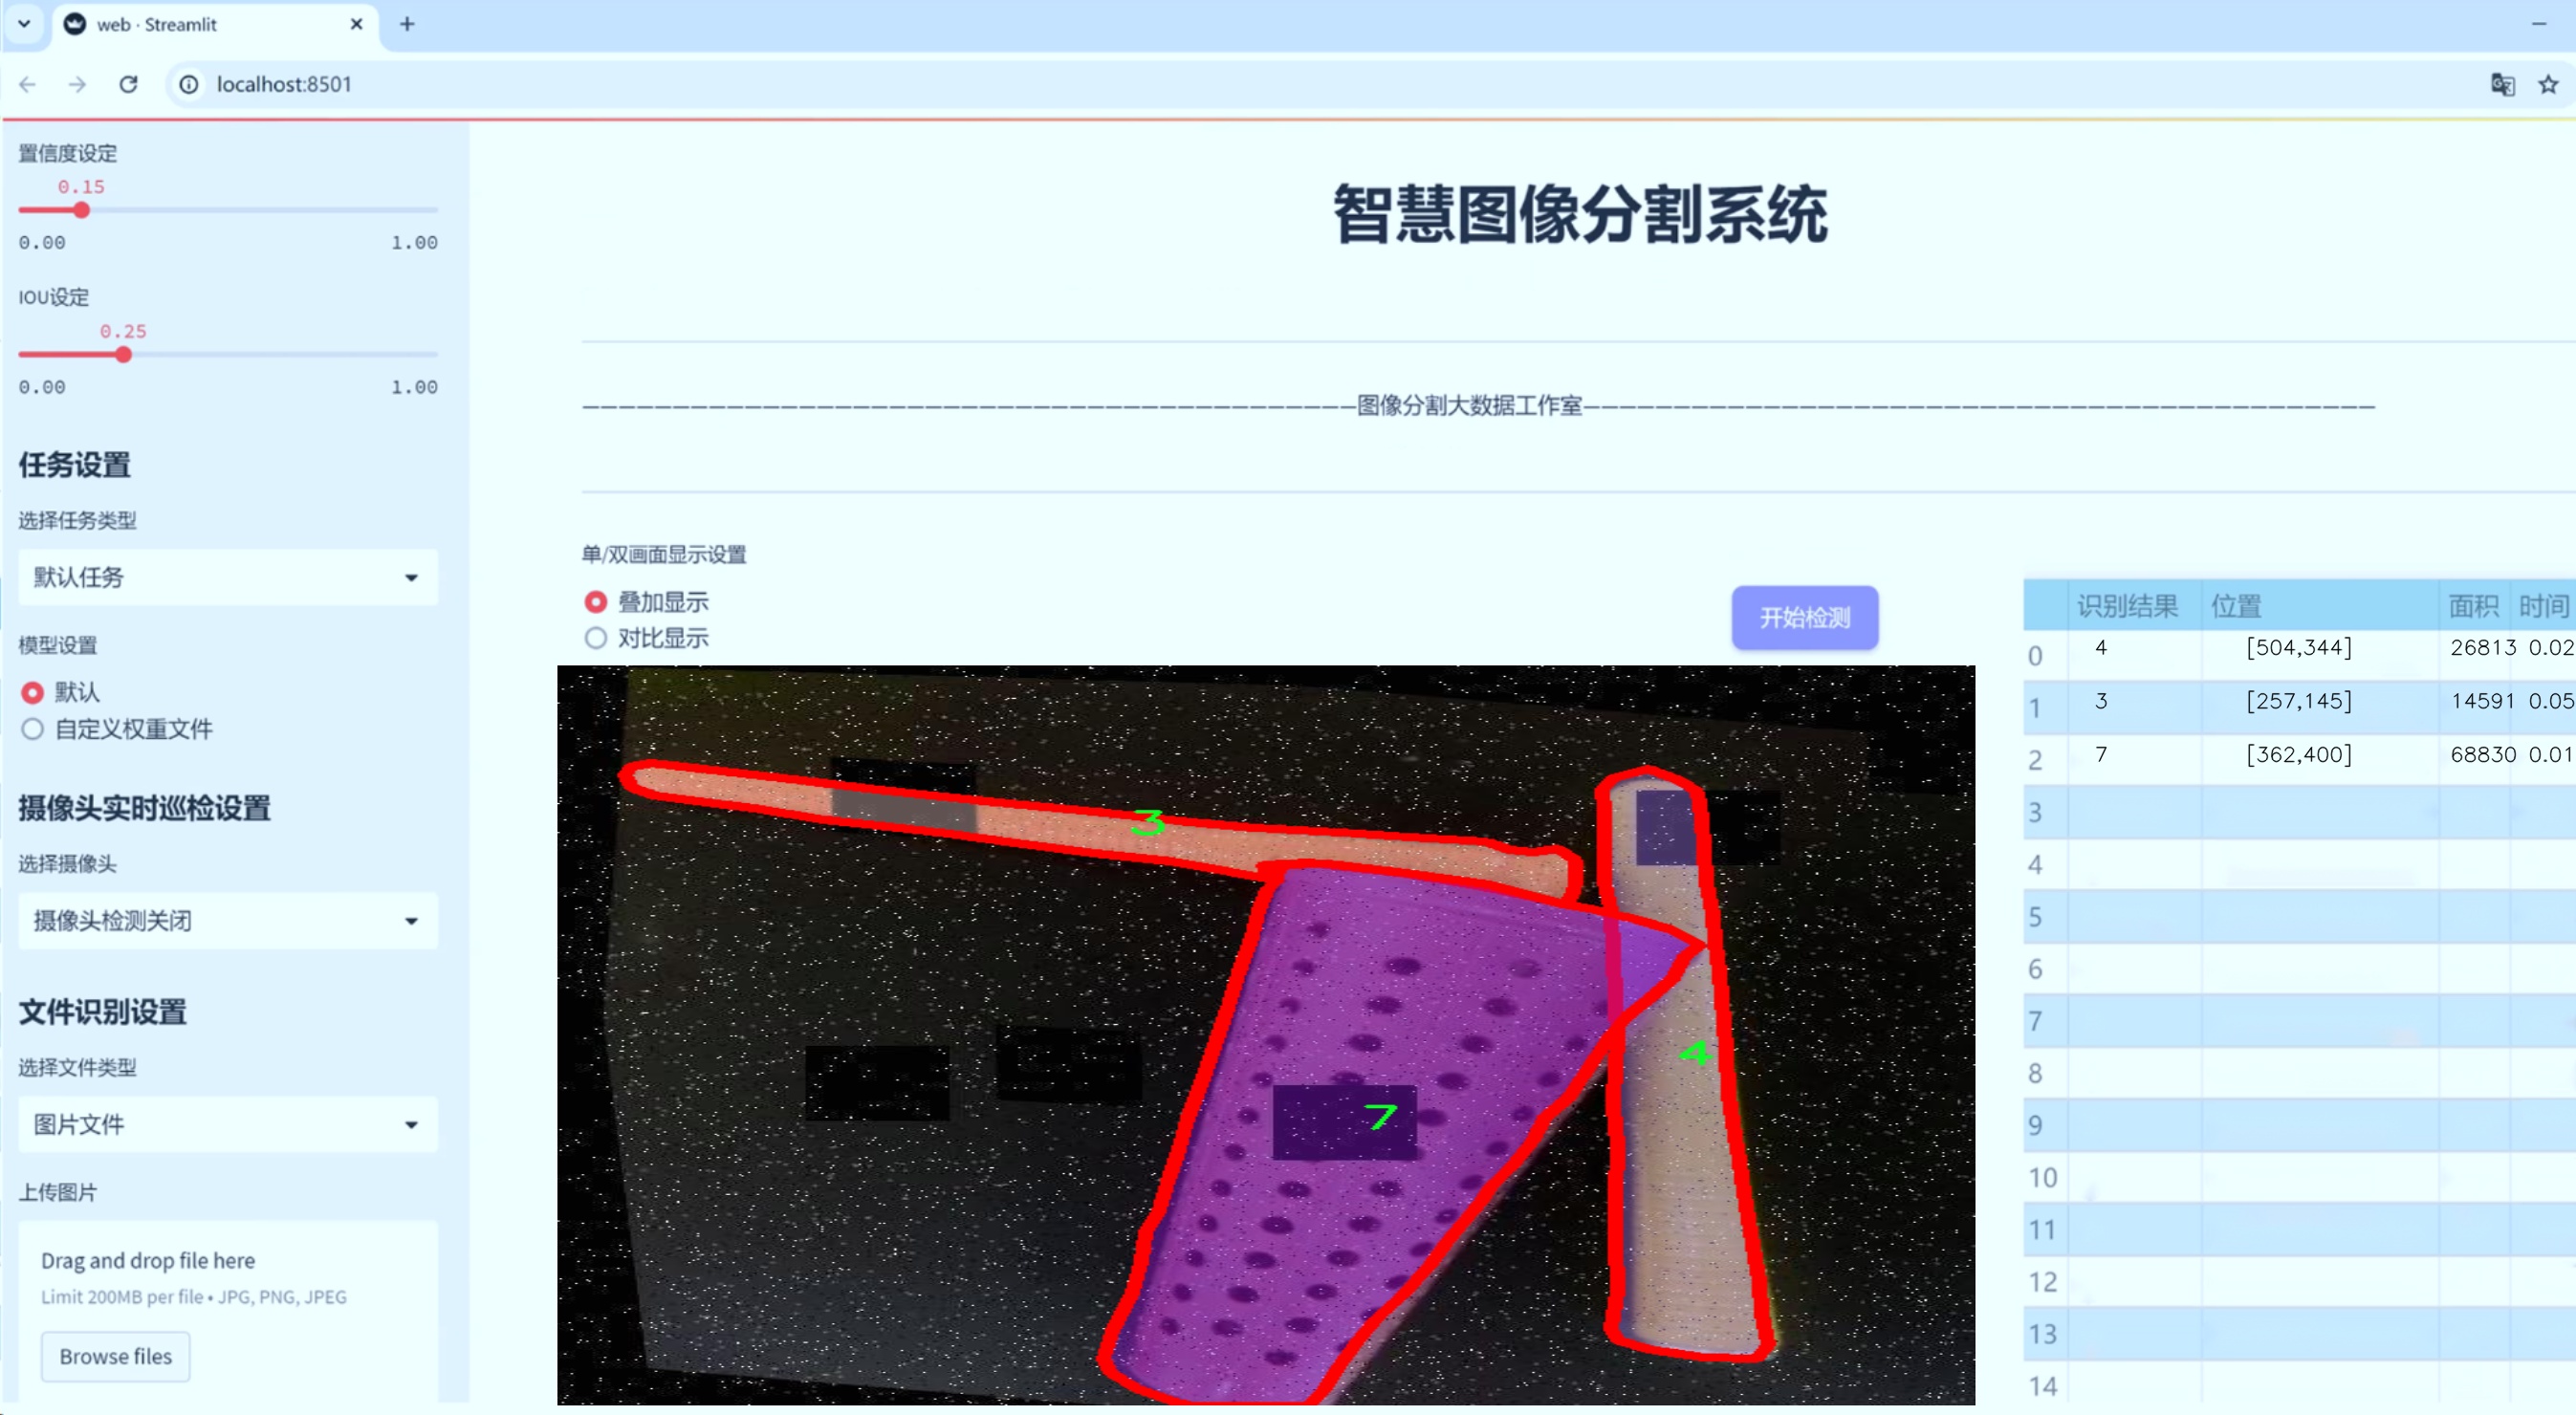 web · Streamlit
localhost:8501
置信度设定
0.15
0.00 1.00
IOU设定
0.25
0.00 1.00
任务设置
选择任务类型
默认任务
模型设置
默认
自定义权重文件
摄像头实时巡检设置
选择摄像头
摄像头检测关闭
文件识别设置
选择文件类型
图片文件
上传图片
Drag and drop file here
Limit 200MB per file • JPG, PNG, JPEG
Browse files
智慧图像分割系统
图像分割大数据工作室
单/双画面显示设置
叠加显示
对比显示
开始检测
3
4
7
识别结果 位置 面积 时间
0 4 [504,344] 26813 0.02
1 3 [257,145] 14591 0.05
2 7 [362,400] 68830 0.01
3
4
5
6
7
8
9
10
11
12
13
14